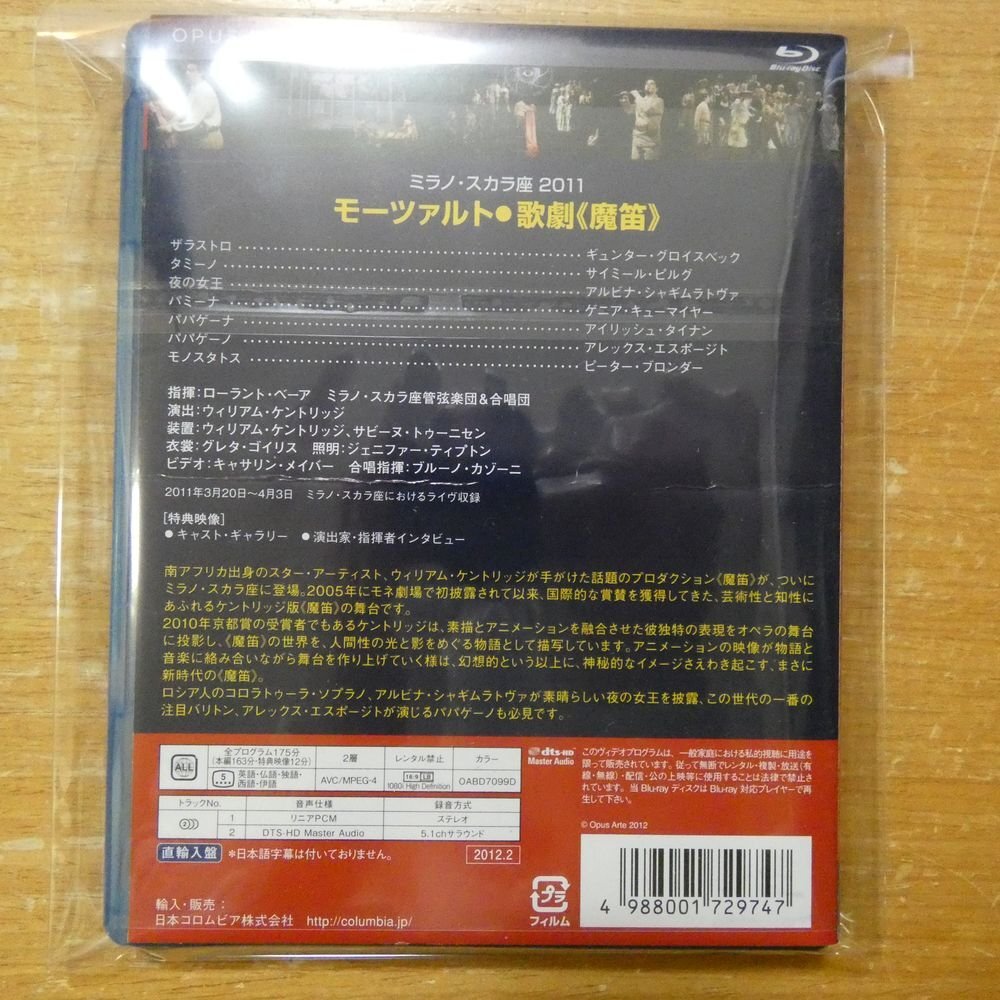 OPUS
Blu-ray Disc
ミラノ・スカラ座 2011
モーツァルト●歌劇《魔笛》
ザラストロ ギュンター・グロイスベック
タミーノ サイミール・ピルグ
夜の女王 アルビナ・シャギムラトヴァ
パミーナ ゲニア・キューマイヤー
パパゲーナ アイリッシュ・タイナン
パパゲーノ アレックス・エスポージト
モノスタトス ピーター・ブロンダー
指揮:ローラント・ベーア ミラノ・スカラ座管弦楽団&合唱団
演出:ウィリアム・ケントリッジ
装置:ウィリアム・ケントリッジ、サビーヌ・トゥーニセン
衣裳:グレタ・ゴイリス 照明:ジェニファー・ティプトン
ビデオ:キャサリン・メイバー 合唱指揮:ブルーノ・カゾーニ
2011年3月20日〜4月3日 ミラノ・スカラ座におけるライヴ収録
[特典映像]
●キャスト・ギャラリー ●演出家・指揮者インタビュー
南アフリカ出身のスター・アーティスト、ウィリアム・ケントリッジが手がけた話題のプロダクション《魔笛》が、ついに
ミラノ・スカラ座に登場。2005年にモネ劇場で初披露されて以来、国際的な賞賛を獲得してきた、芸術性と知性に
あふれるケントリッジ版《魔笛》の舞台です。
2010年京都賞の受賞者でもあるケントリッジは、素描とアニメーションを融合させた彼独特の表現をオペラの舞台
に投影し、《魔笛》の世界を、人間性の光と影をめぐる物語として描写しています。アニメーションの映像が物語と
音楽に絡み合いながら舞台を作り上げていく様は、幻想的という以上に、神秘的なイメージさえわき起こす、まさに
新時代の《魔笛》。
ロシア人のコロラトゥーラ・ソプラノ、アルビナ・シャギムラトヴァが素晴らしい夜の女王を披露、この世代の一番の
注目バリトン、アレックス・エスポージトが演じるパパゲーノも必見です。
ALL
全プログラム175分
(本編163分・特典映像12分) 2層 レンタル禁止 カラー
5 英語・仏語・独語・
西語・伊語 AVC/MPEG-4 16:9 LB
1080i High Definition OABD7099D
トラックNo. 音声仕様 録音方式
2 1 リニアPCM ステレオ
2 DTS-HD Master Audio 5.1chサラウンド
直輸入盤 *日本語字幕は付いておりません。 2012.2
輸入・販売:
日本コロムビア株式会社 http://columbia.jp/
dts-HD
Master Audio
このヴィデオプログラムは、一般家庭における私的視聴に用途を
限って販売されています。従って無断でレンタル・複製・放送(有
線・無線)・配信・公の上映等に使用することは法律で禁止さ
れています。当 Blu-ray ディスクは Blu-ray 対応プレイヤーで再
生して下さい。
© Opus Arte 2012
プラ
フィルム
4 988001 729747